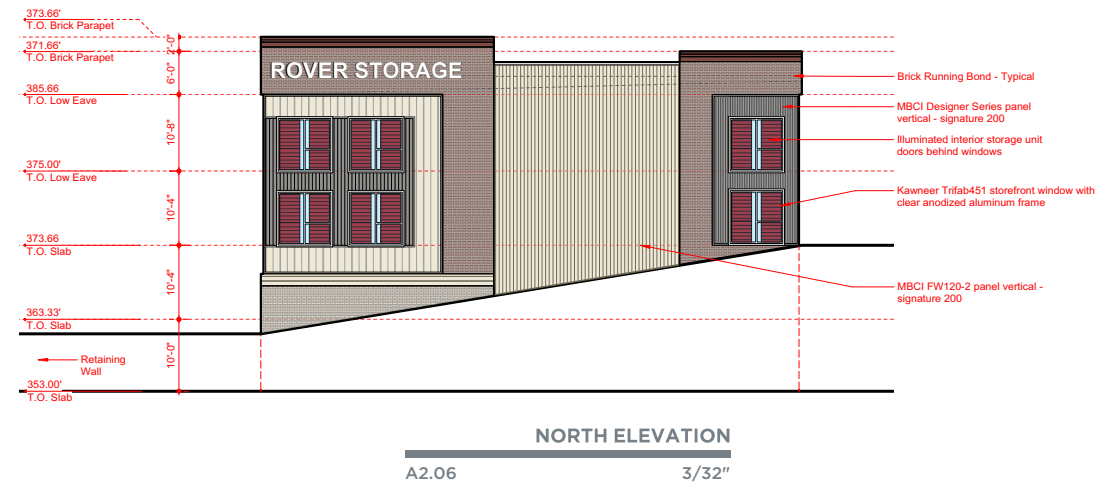 373.66'
T.O. Brick Parapet
371.66'
T.O. Brick Parapet
385.66
T.O. Low Eave
375.00'
T.O. Low Eave
373.66
T.O. Slab
363.33'
T.O. Slab
Retaining
Wall
353.00'
T.O. Slab
2'-0"
6'-0"
10'-8"
10'-4"
10'-4"
10'-0"
ROVER STORAGE
Brick Running Bond - Typical
MBCI Designer Series panel
vertical - signature 200
Illuminated interior storage unit
doors behind windows
Kawneer Trifab451 storefront window with
clear anodized aluminum frame
MBCI FW120-2 panel vertical -
signature 200
NORTH ELEVATION
A2.06 3/32"